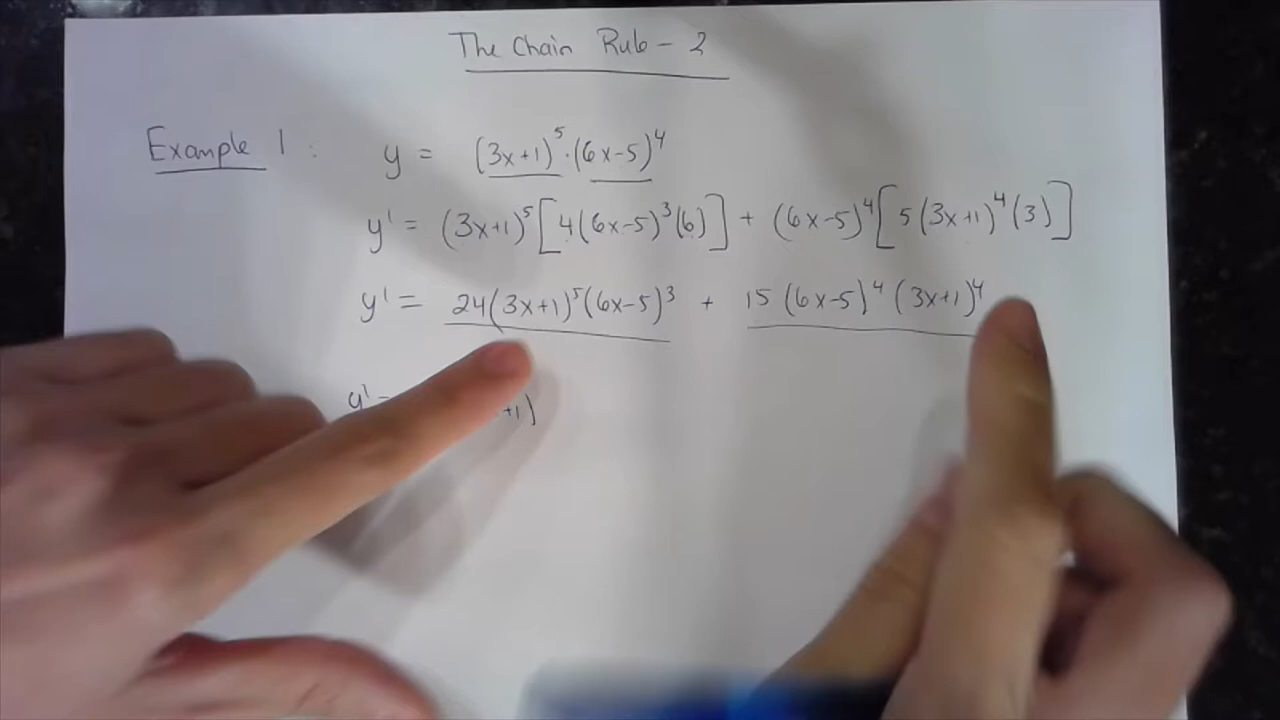 The Chain Rule - 2
Example 1 : y = (3x+1)⁵·(6x-5)⁴
y' = (3x+1)⁵[4(6x-5)³(6)] + (6x-5)⁴[5(3x+1)⁴(3)]
y' = 24(3x+1)⁵(6x-5)³ + 15(6x-5)⁴(3x+1)⁴
y' = +1)